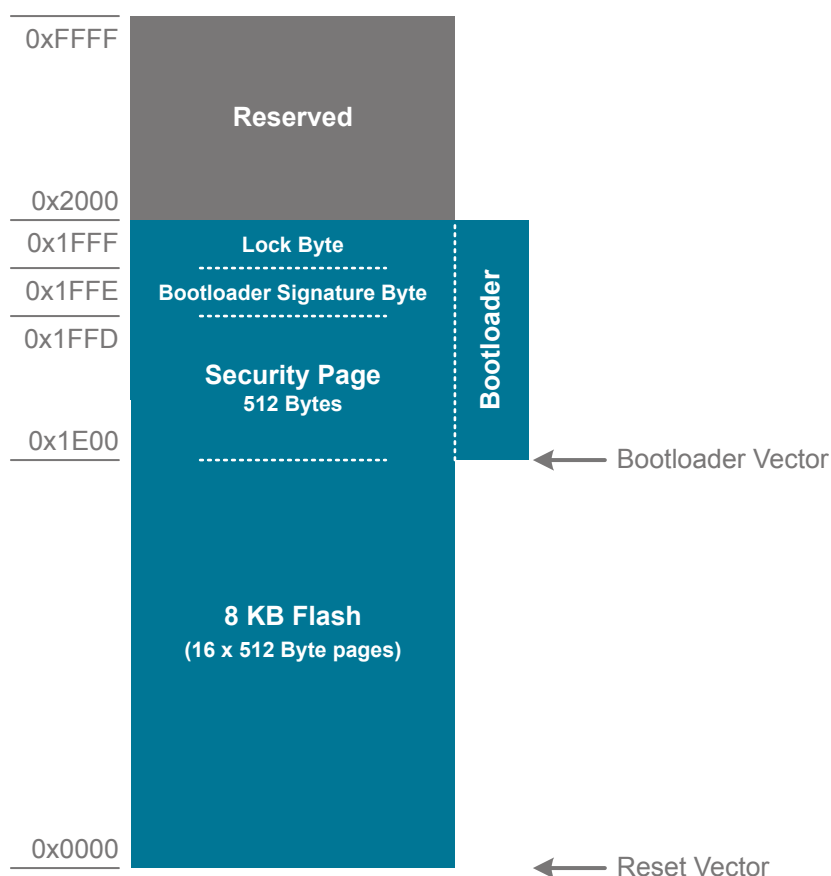 0xFFFF
Reserved
0x2000
0x1FFF
Lock Byte
0x1FFE
Bootloader Signature Byte
0x1FFD
Security Page
512 Bytes
Bootloader
0x1E00
Bootloader Vector
8 KB Flash
(16 x 512 Byte pages)
0x0000
Reset Vector